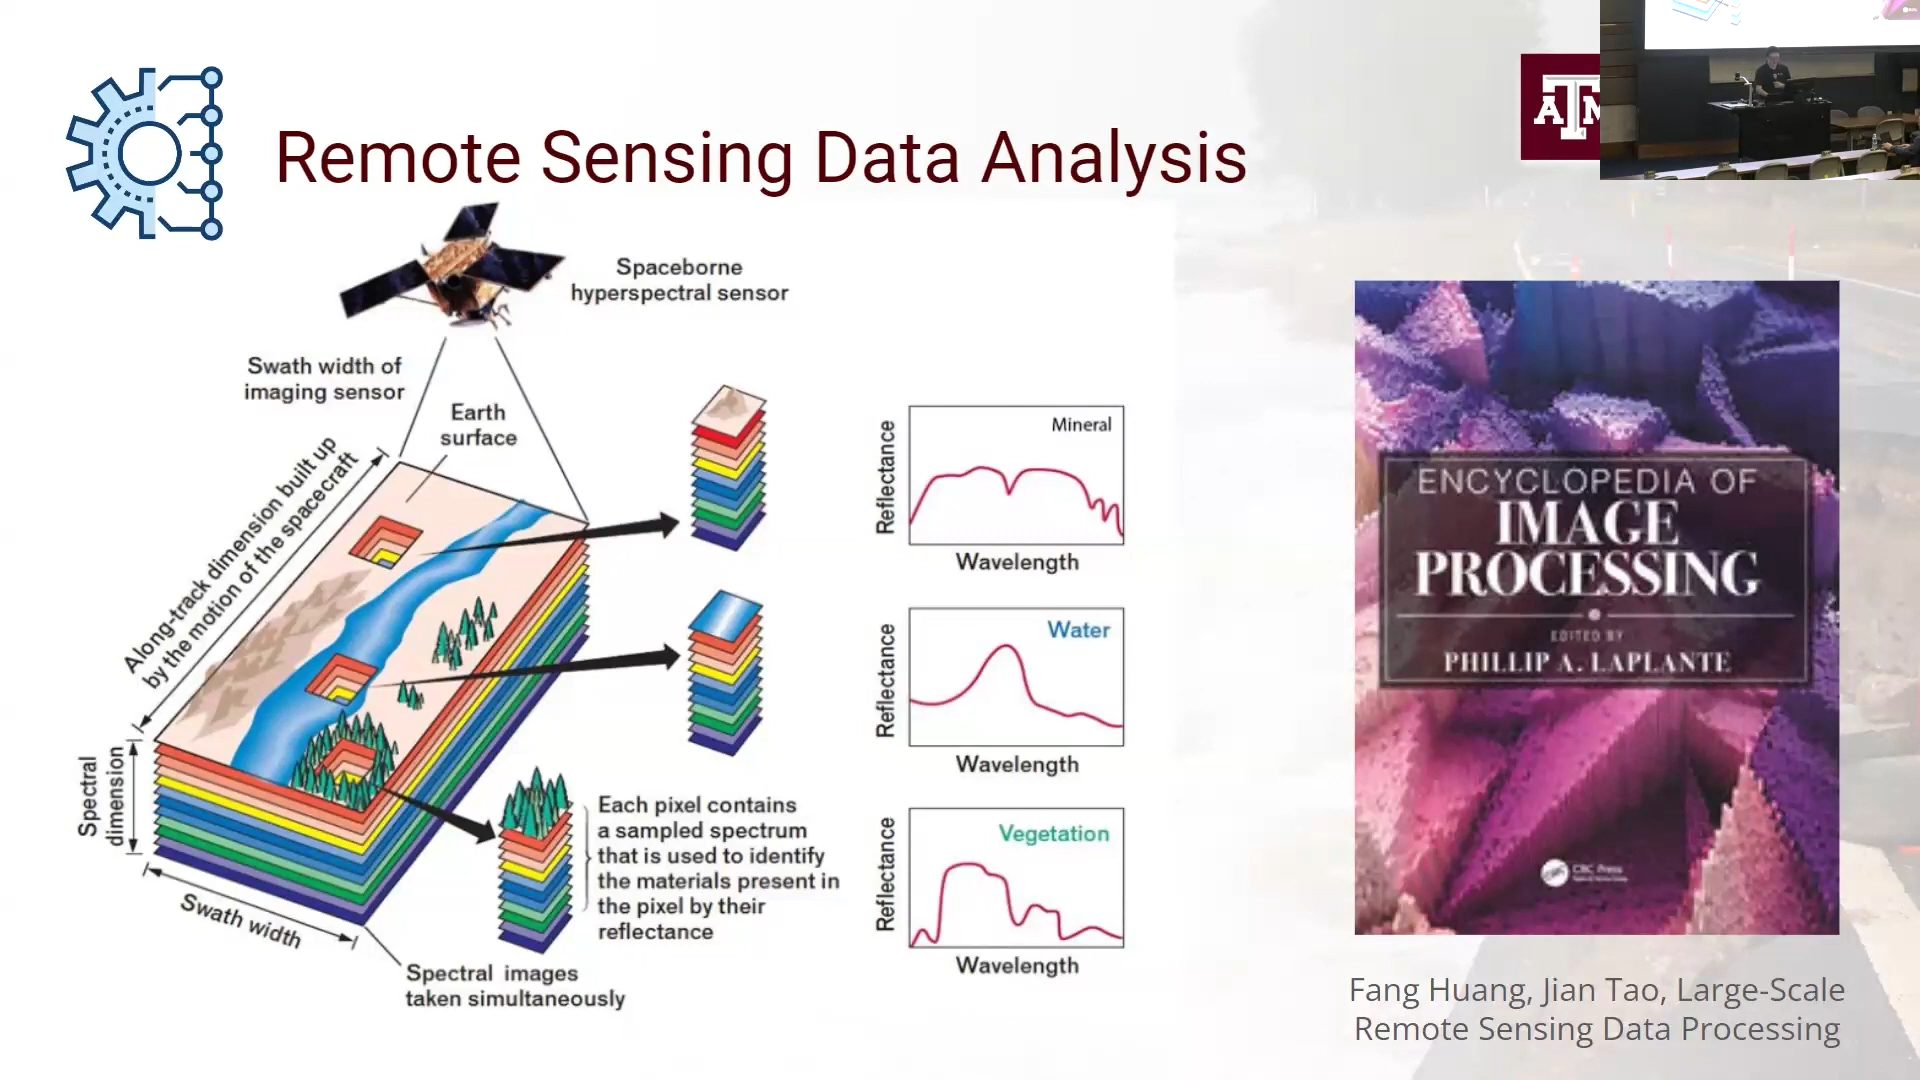 Remote Sensing Data Analysis
ATM
Spaceborne
hyperspectral sensor
Swath width of
imaging sensor
Earth
surface
Along-track dimension built up
by the motion of the spacecraft
Spectral
dimension
Swath width
Spectral images
taken simultaneously
Each pixel contains
a sampled spectrum
that is used to identify
the materials present in
the pixel by their
reflectance
Mineral
Reflectance
Wavelength
Water
Reflectance
Wavelength
Vegetation
Reflectance
Wavelength
ENCYCLOPEDIA OF
IMAGE
PROCESSING
EDITED BY
PHILLIP A. LAPLANTE
CRC Press
Fang Huang, Jian Tao, Large-Scale
Remote Sensing Data Processing